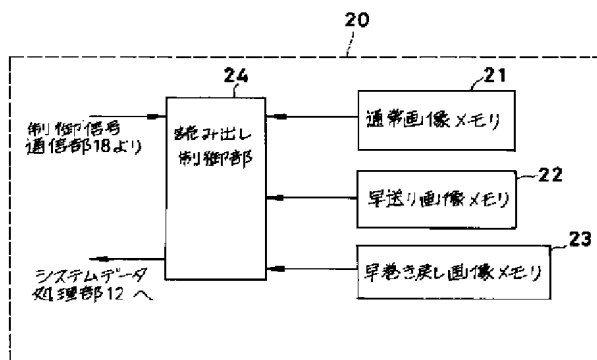 20
24
21
制御信号
通信部18より
読み出し
制御部
通常画像メモリ
22
早送り画像メモリ
23
早巻き戻し画像メモリ
システムデータ
処理部12へ